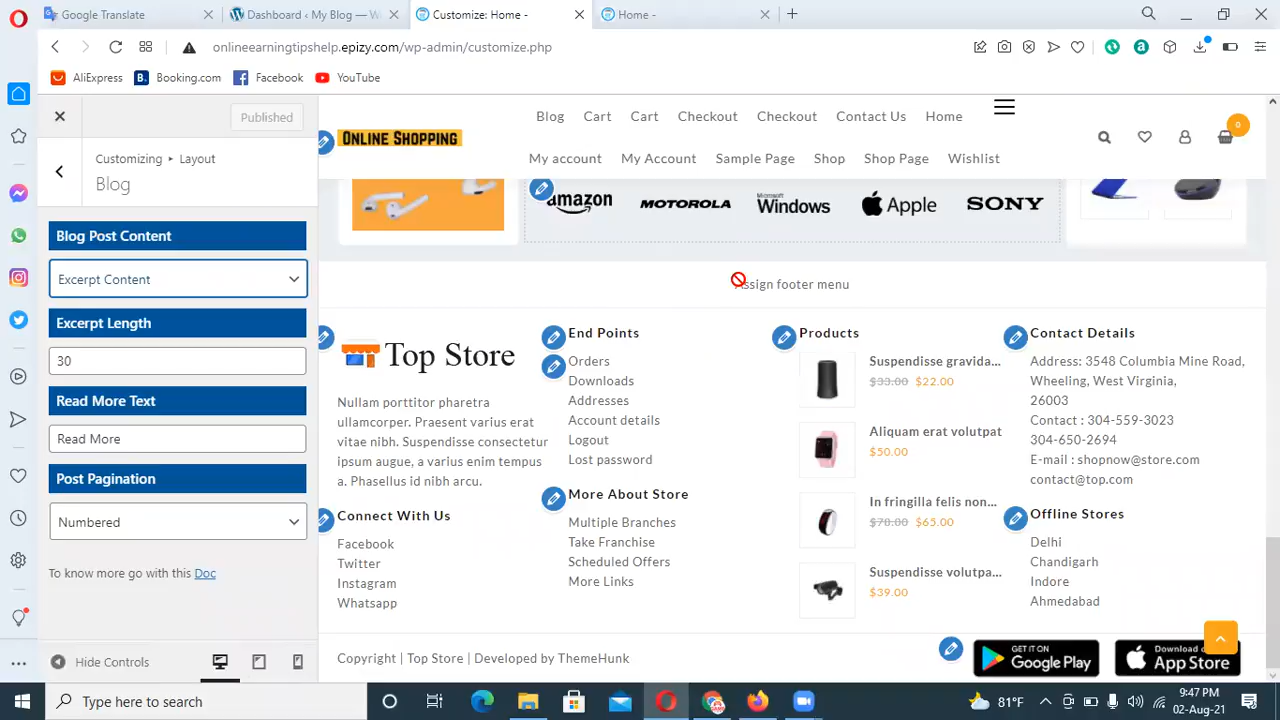 Google Translate
Dashboard ‹ My Blog — W
Customize: Home -
Home -
onlineearningtipshelp.epizy.com/wp-admin/customize.php
AliExpress
Booking.com
Facebook
YouTube
Published
Customizing ▸ Layout
Blog
Blog Post Content
Excerpt Content
Excerpt Length
30
Read More Text
Read More
Post Pagination
Numbered
To know more go with this Doc
Hide Controls
ONLINE SHOPPING
Blog Cart Cart Checkout Checkout Contact Us Home
My account My Account Sample Page Shop Shop Page Wishlist
0
amazon
MOTOROLA
Microsoft
Windows
Apple
SONY
Assign footer menu
Top Store
Nullam porttitor pharetra
ullamcorper. Praesent varius erat
vitae nibh. Suspendisse consectetur
ipsum augue, a varius enim tempus
a. Phasellus id nibh arcu.
Connect With Us
Facebook
Twitter
Instagram
Whatsapp
End Points
Orders
Downloads
Addresses
Account details
Logout
Lost password
More About Store
Multiple Branches
Take Franchise
Scheduled Offers
More Links
Products
Suspendisse gravida...
$33.00 $22.00
Aliquam erat volutpat
$50.00
In fringilla felis non...
$78.00 $65.00
Suspendisse volutpa...
$39.00
Contact Details
Address: 3548 Columbia Mine Road,
Wheeling, West Virginia,
26003
Contact : 304-559-3023
304-650-2694
E-mail : shopnow@store.com
contact@top.com
Offline Stores
Delhi
Chandigarh
Indore
Ahmedabad
Copyright | Top Store | Developed by ThemeHunk
GET IT ON
Google Play
Download
App Store
Type here to search
81°F
9:47 PM
02-Aug-21